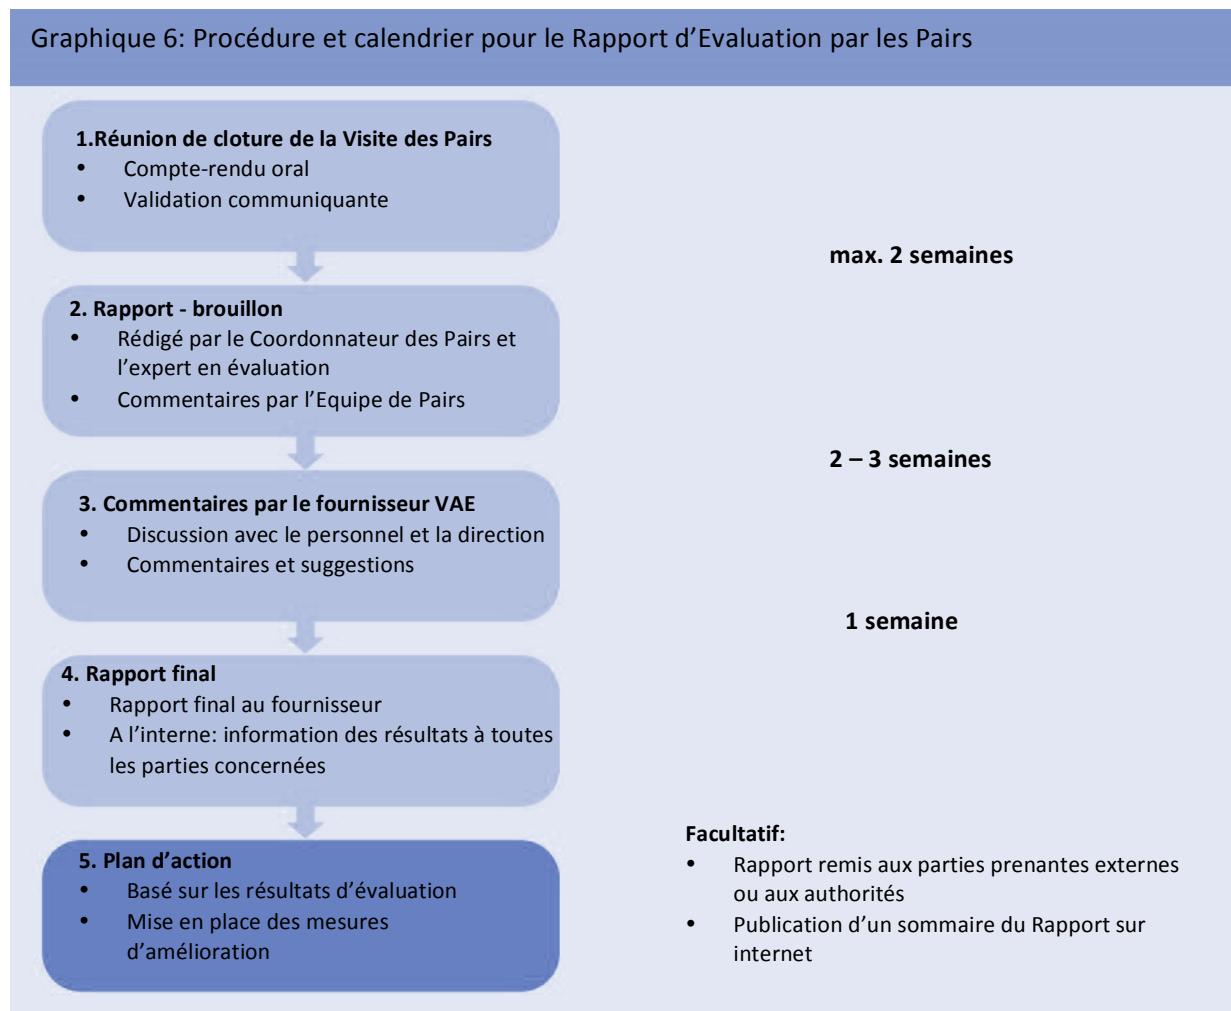 Graphique 6: Procédure et calendrier pour le Rapport d’Evaluation par les Pairs
1.Réunion de cloture de la Visite des Pairs
• Compte-rendu oral
• Validation communiquante
max. 2 semaines
2. Rapport - brouillon
• Rédigé par le Coordonnateur des Pairs et
l’expert en évaluation
• Commentaires par l’Equipe de Pairs
2 – 3 semaines
3. Commentaires par le fournisseur VAE
• Discussion avec le personnel et la direction
• Commentaires et suggestions
1 semaine
4. Rapport final
• Rapport final au fournisseur
• A l’interne: information des résultats à toutes
les parties concernées
5. Plan d’action
• Basé sur les résultats d’évaluation
• Mise en place des mesures
d’amélioration
Facultatif:
• Rapport remis aux parties prenantes externes
ou aux authorités
• Publication d’un sommaire du Rapport sur
internet